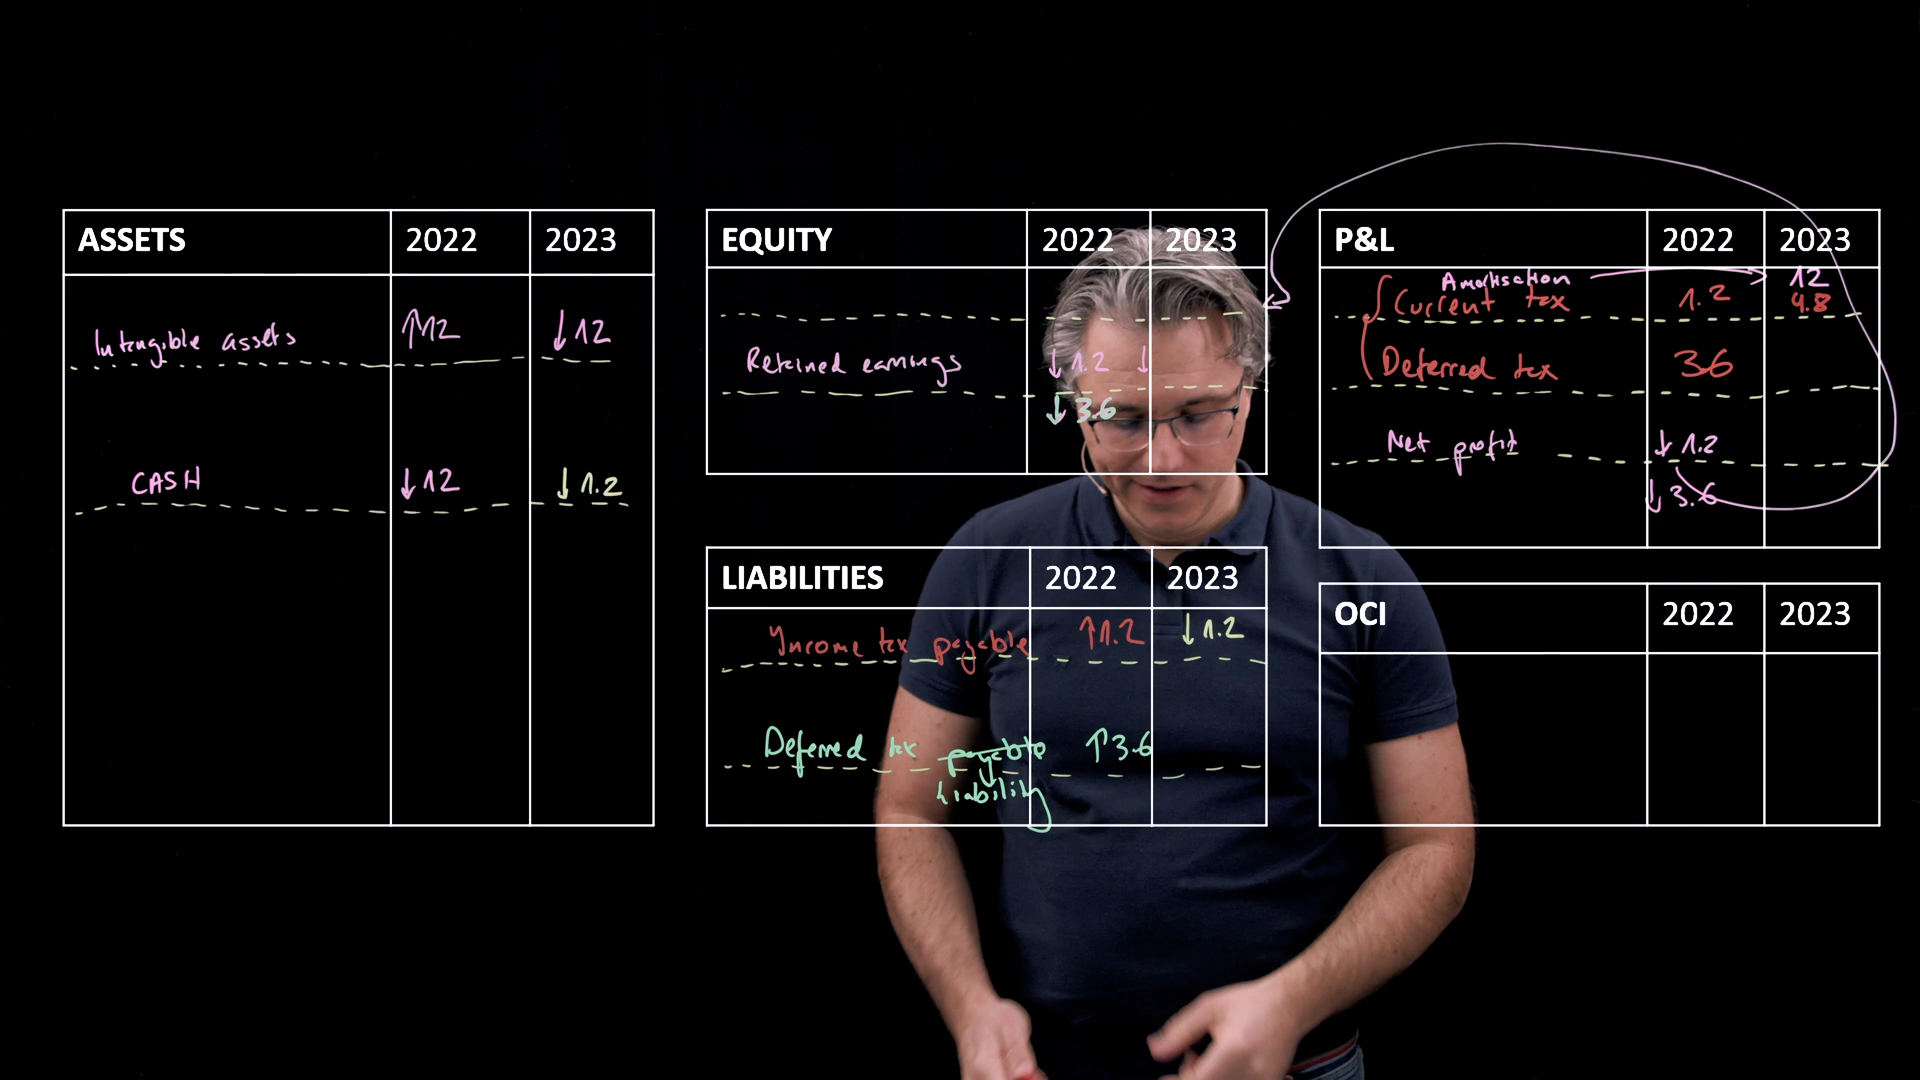 ASSETS 2022 2023
Intangible assets ↑12 ↓12
CASH ↓12 ↓1.2
EQUITY 2022 2023
Retained earnings ↓1.2 ↓
↓3.6
LIABILITIES 2022 2023
Income tax payable ↑1.2 ↓1.2
Deferred tax payable ↑3.6
liability
P&L 2022 2023
Amortisation 12
Current tax 1.2 4.8
Deferred tax 3.6
Net profit ↓1.2
↓3.6
OCI 2022 2023